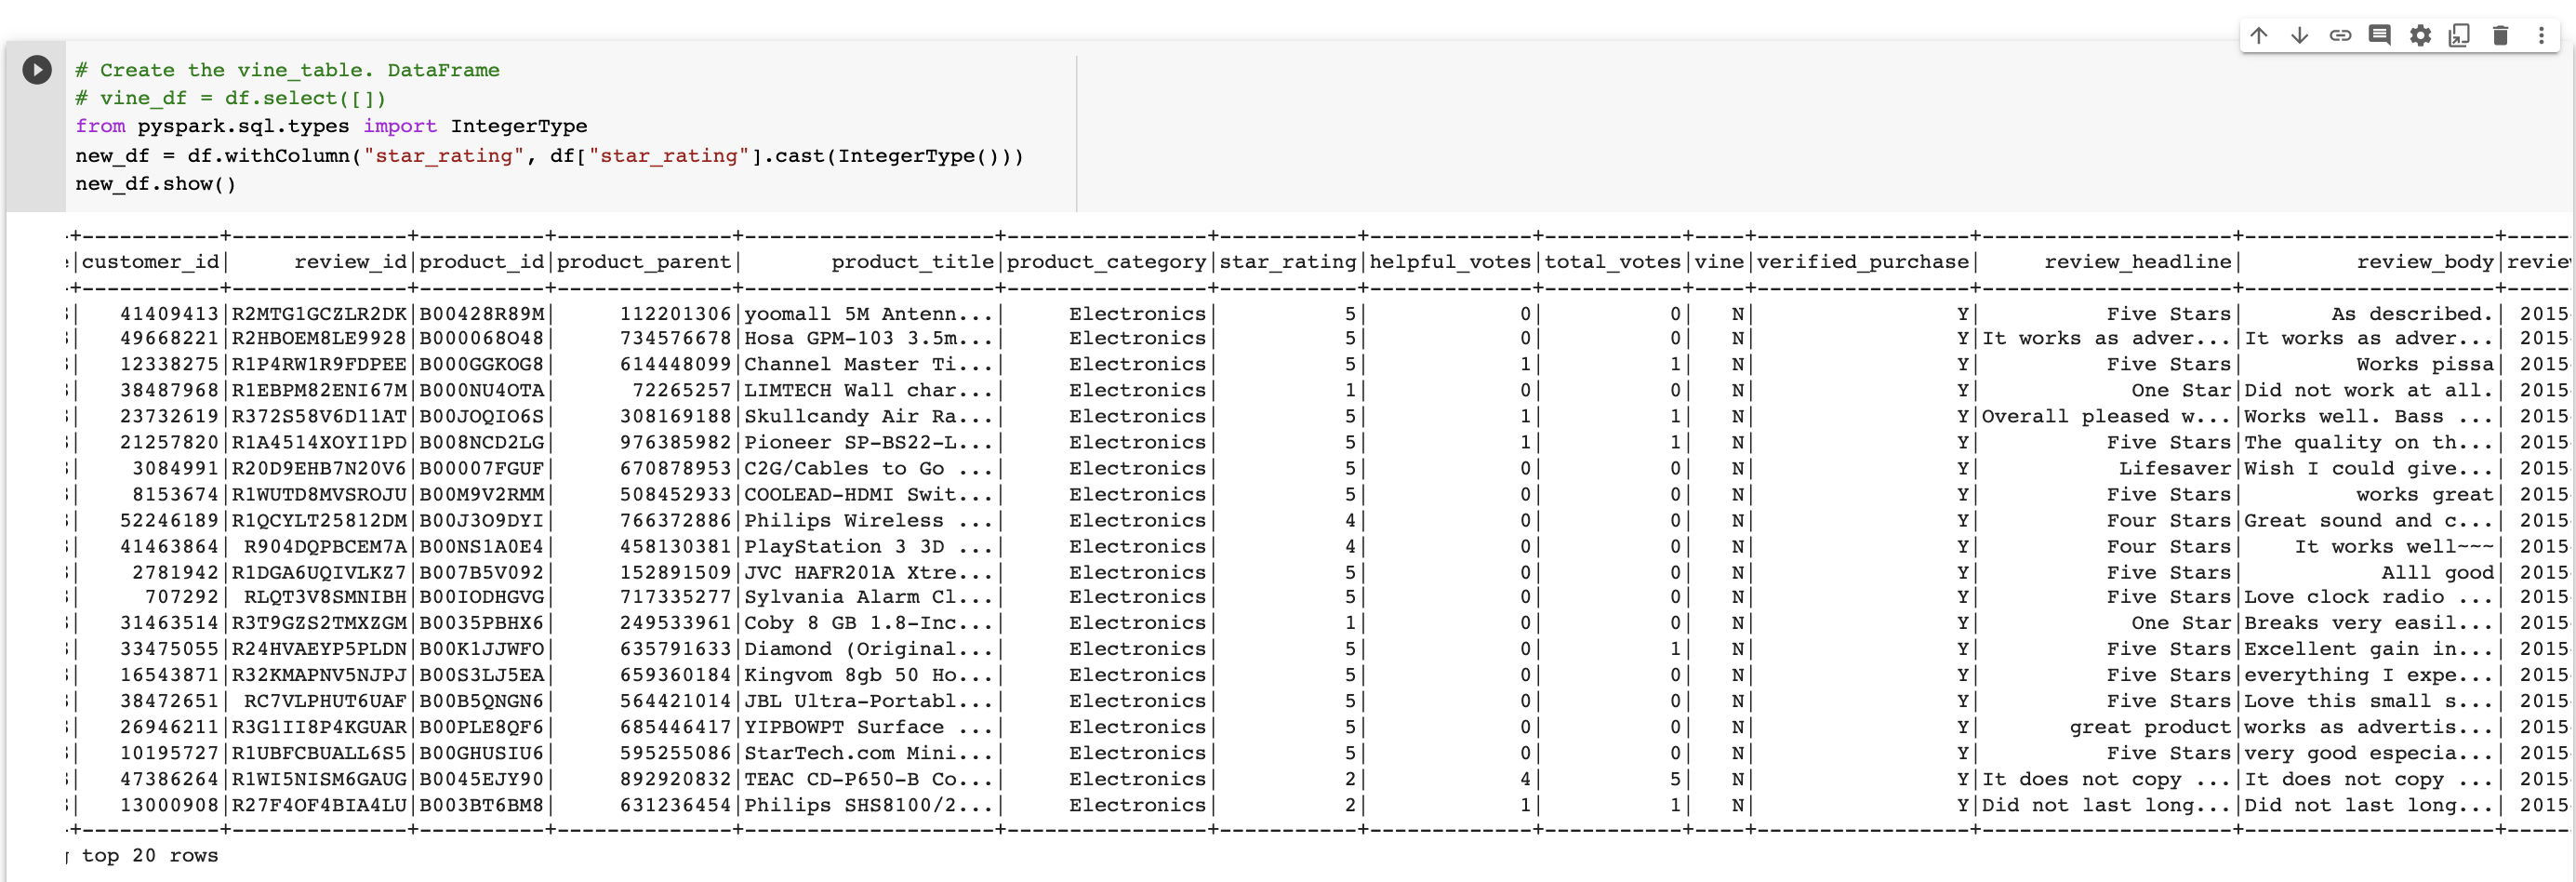 # Create the vine_table. DataFrame
# vine_df = df.select([])
from pyspark.sql.types import IntegerType
new_df = df.withColumn("star_rating", df["star_rating"].cast(IntegerType()))
new_df.show()
-+-----------+--------------+----------+--------------+--------------------+----------------+-----------+-------------+-----------+----+-----------------+--------------------+--------------------+-----
|customer_id|     review_id|product_id|product_parent|       product_title|product_category|star_rating|helpful_votes|total_votes|vine|verified_purchase|     review_headline|         review_body|revie
-+-----------+--------------+----------+--------------+--------------------+----------------+-----------+-------------+-----------+----+-----------------+--------------------+--------------------+-----
|   41409413|R2MTG1GCZLR2DK|B00428R89M|     112201306|yoomall 5M Antenn...|     Electronics|          5|            0|          0|   N|                Y|          Five Stars|       As described.| 2015
|   49668221|R2HBOEM8LE9928|B000068O48|     734576678|Hosa GPM-103 3.5m...|     Electronics|          5|            0|          0|   N|                Y|It works as adver...|It works as adver...| 2015
|   12338275|R1P4RW1R9FDPEE|B000GGKOG8|     614448099|Channel Master Ti...|     Electronics|          5|            1|          1|   N|                Y|          Five Stars|         Works pissa| 2015
|   38487968|R1EBPM82ENI67M|B000NU4OTA|      72265257|LIMTECH Wall char...|     Electronics|          1|            0|          0|   N|                Y|            One Star|Did not work at all.| 2015
|   23732619|R372S58V6D11AT|B00JOQIO6S|     308169188|Skullcandy Air Ra...|     Electronics|          5|            1|          1|   N|                Y|Overall pleased w...|Works well. Bass ...| 2015
|   21257820|R1A4514XOYI1PD|B008NCD2LG|     976385982|Pioneer SP-BS22-L...|     Electronics|          5|            1|          1|   N|                Y|          Five Stars|The quality on th...| 2015
|    3084991|R20D9EHB7N20V6|B00007FGUF|     670878953|C2G/Cables to Go ...|     Electronics|          5|            0|          0|   N|                Y|           Lifesaver|Wish I could give...| 2015
|    8153674|R1WUTD8MVSROJU|B00M9V2RMM|     508452933|COOLEAD-HDMI Swit...|     Electronics|          5|            0|          0|   N|                Y|          Five Stars|         works great| 2015
|   52246189|R1QCYLT25812DM|B00J3O9DYI|     766372886|Philips Wireless ...|     Electronics|          4|            0|          0|   N|                Y|          Four Stars|Great sound and c...| 2015
|   41463864| R904DQPBCEM7A|B00NS1A0E4|     458130381|PlayStation 3 3D ...|     Electronics|          4|            0|          0|   N|                Y|          Four Stars|    It works well~~~| 2015
|    2781942|R1DGA6UQIVLKZ7|B007B5V092|     152891509|JVC HAFR201A Xtre...|     Electronics|          5|            0|          0|   N|                Y|          Five Stars|           Alll good| 2015
|     707292| RLQT3V8SMNIBH|B00IODHGVG|     717335277|Sylvania Alarm Cl...|     Electronics|          5|            0|          0|   N|                Y|          Five Stars|Love clock radio ...| 2015
|   31463514|R3T9GZS2TMXZGM|B0035PBHX6|     249533961|Coby 8 GB 1.8-Inc...|     Electronics|          1|            0|          0|   N|                Y|            One Star|Breaks very easil...| 2015
|   33475055|R24HVAEYP5PLDN|B00K1JJWFO|     635791633|Diamond (Original...|     Electronics|          5|            0|          1|   N|                Y|          Five Stars|Excellent gain in...| 2015
|   16543871|R32KMAPNV5NJPJ|B00S3LJ5EA|     659360184|Kingvom 8gb 50 Ho...|     Electronics|          5|            0|          0|   N|                Y|          Five Stars|everything I expe...| 2015
|   38472651| RC7VLPHUT6UAF|B00B5QNGN6|     564421014|JBL Ultra-Portabl...|     Electronics|          5|            0|          0|   N|                Y|          Five Stars|Love this small s...| 2015
|   26946211|R3G1II8P4KGUAR|B00PLE8QF6|     685446417|YIPBOWPT Surface ...|     Electronics|          5|            0|          0|   N|                Y|       great product|works as advertis...| 2015
|   10195727|R1UBFCBUALL6S5|B00GHUSIU6|     595255086|StarTech.com Mini...|     Electronics|          5|            0|          0|   N|                Y|          Five Stars|very good especia...| 2015
|   47386264|R1WI5NISM6GAUG|B0045EJY90|     892920832|TEAC CD-P650-B Co...|     Electronics|          2|            4|          5|   N|                Y|It does not copy ...|It does not copy ...| 2015
|   13000908|R27F4OF4BIA4LU|B003BT6BM8|     631236454|Philips SHS8100/2...|     Electronics|          2|            1|          1|   N|                Y|Did not last long...|Did not last long...| 2015
-+-----------+--------------+----------+--------------+--------------------+----------------+-----------+-------------+-----------+----+-----------------+--------------------+--------------------+-----
top 20 rows